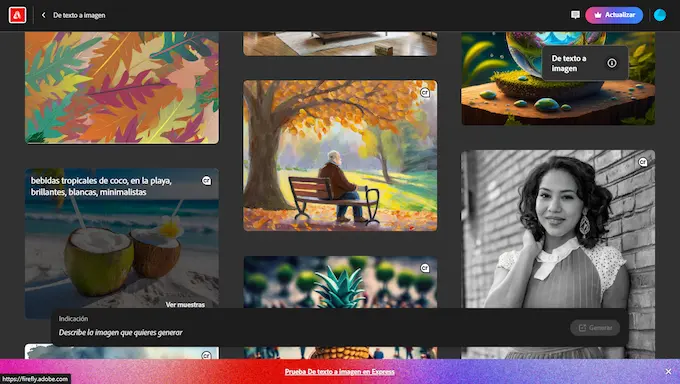 De texto a imagen
Actualizar
De texto a
imagen
bebidas tropicales de coco, en la playa,
brillantes, blancas, minimalistas
Ver muestras
Indicación
Describe la imagen que quieres generar
Generar
Prueba De texto a imagen en Express
https://firefly.adobe.com